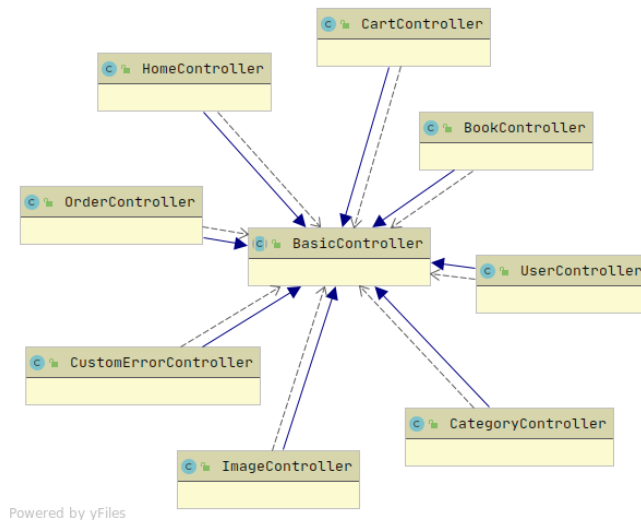 C CartController
C HomeController
C BookController
C OrderController
C BasicController
C UserController
C CustomErrorController
C CategoryController
C ImageController
Powered by yFiles